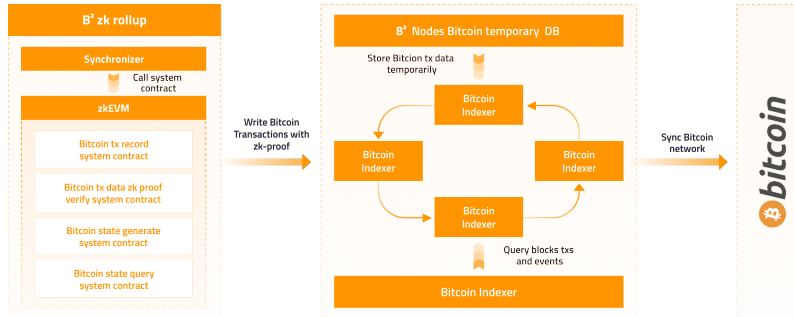 B² zk rollup
Synchronizer
Call system
contract
zkEVM
Bitcoin tx record
system contract
Bitcoin tx data zk proof
verify system contract
Bitcoin state generate
system contract
Bitcoin state query
system contract
Write Bitcoin
Transactions with
zk-proof
B² Nodes Bitcoin temporary DB
Store Bitcion tx data
temporarily
Bitcoin
Indexer
Bitcoin
Indexer
Bitcoin
Indexer
Bitcoin
Indexer
Query blocks txs
and events
Bitcoin Indexer
Sync Bitcoin
network
bitcoin